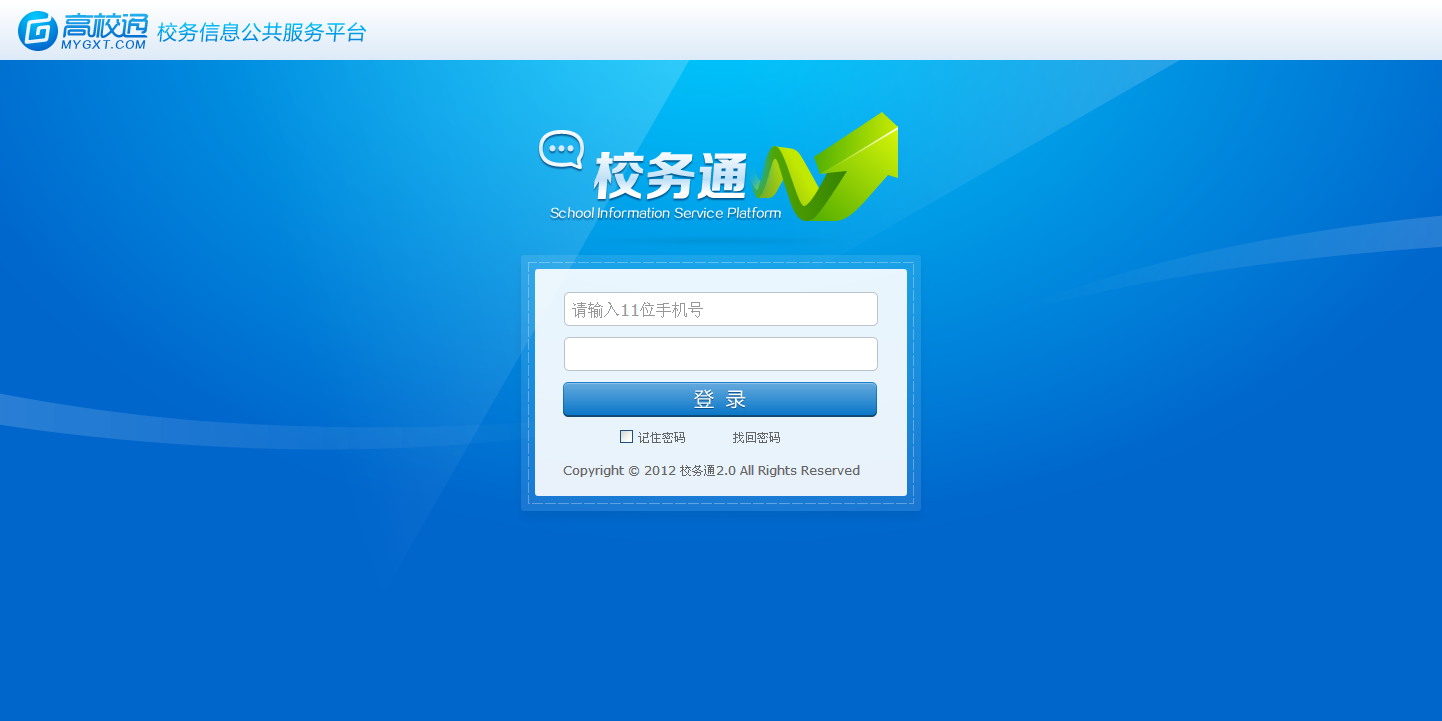 高校通 校务信息公共服务平台
MYGXT.COM
校务通
School Information Service Platform
请输入11位手机号
登 录
记住密码 找回密码
Copyright © 2012 校务通2.0 All Rights Reserved